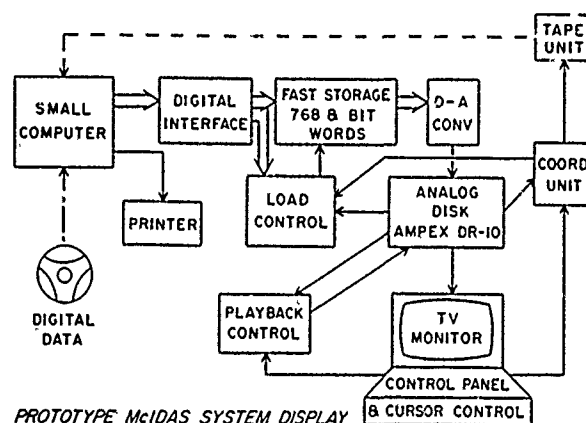 TAPE
UNIT
SMALL
COMPUTER
DIGITAL
INTERFACE
FAST STORAGE
768 & BIT
WORDS
D-A
CONV
COORD
UNIT
PRINTER
LOAD
CONTROL
ANALOG
DISK
AMPEX DR-10
DIGITAL
DATA
PLAYBACK
CONTROL
TV
MONITOR
CONTROL PANEL
& CURSOR CONTROL
PROTOTYPE McIDAS SYSTEM DISPLAY